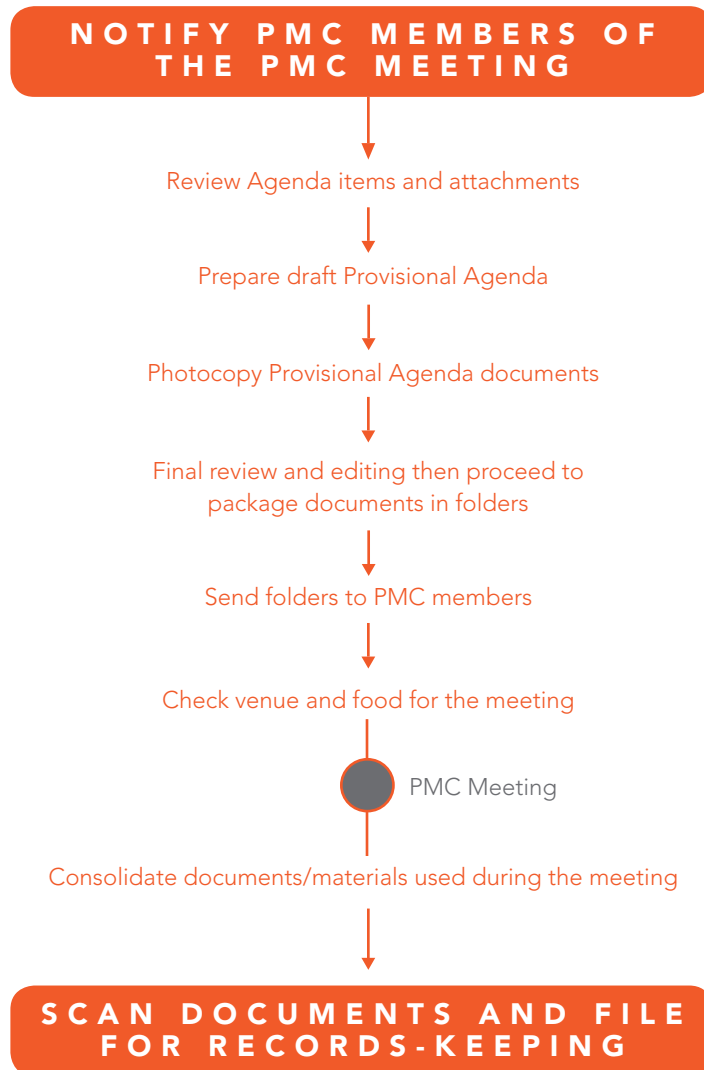 NOTIFY PMC MEMBERS OF
THE PMC MEETING
Review Agenda items and attachments
Prepare draft Provisional Agenda
Photocopy Provisional Agenda documents
Final review and editing then proceed to
package documents in folders
Send folders to PMC members
Check venue and food for the meeting
PMC Meeting
Consolidate documents/materials used during the meeting
SCAN DOCUMENTS AND FILE
FOR RECORDS-KEEPING